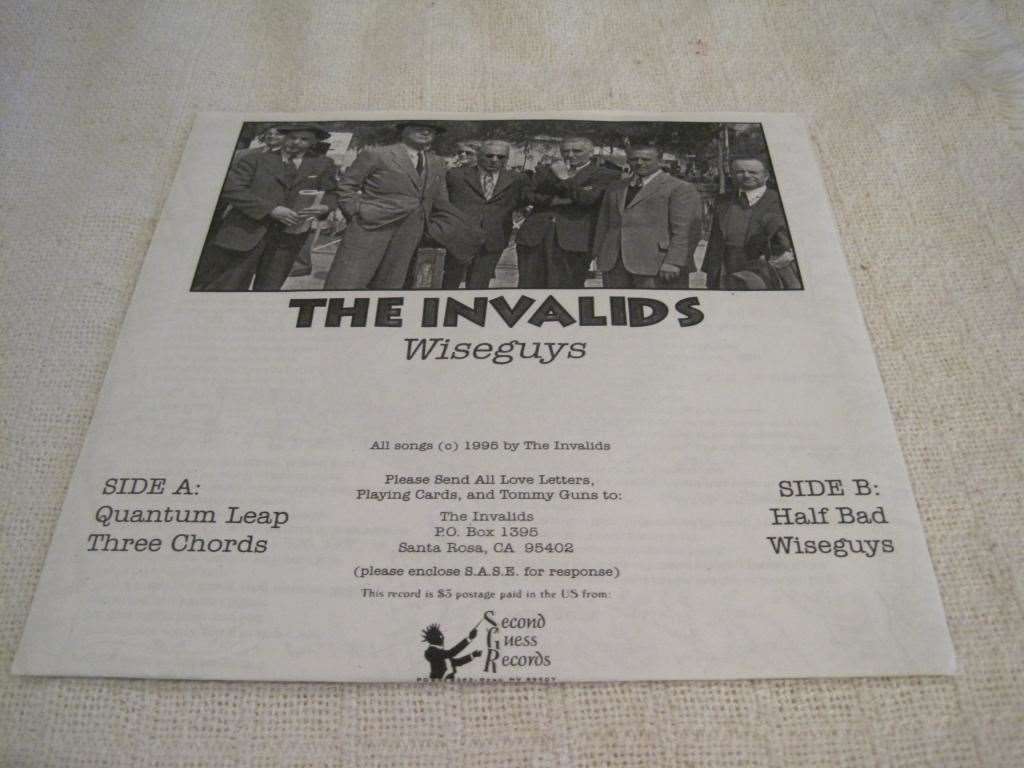 THE INVALIDS
Wiseguys
All songs (c) 1995 by The Invalids
SIDE A:
Quantum Leap
Three Chords
Please Send All Love Letters,
Playing Cards, and Tommy Guns to:
The Invalids
P.O. Box 1395
Santa Rosa, CA 95402
(please enclose S.A.S.E. for response)
This record is $3 postage paid in the US from:
Second
Guess
Records
SIDE B:
Half Bad
Wiseguys